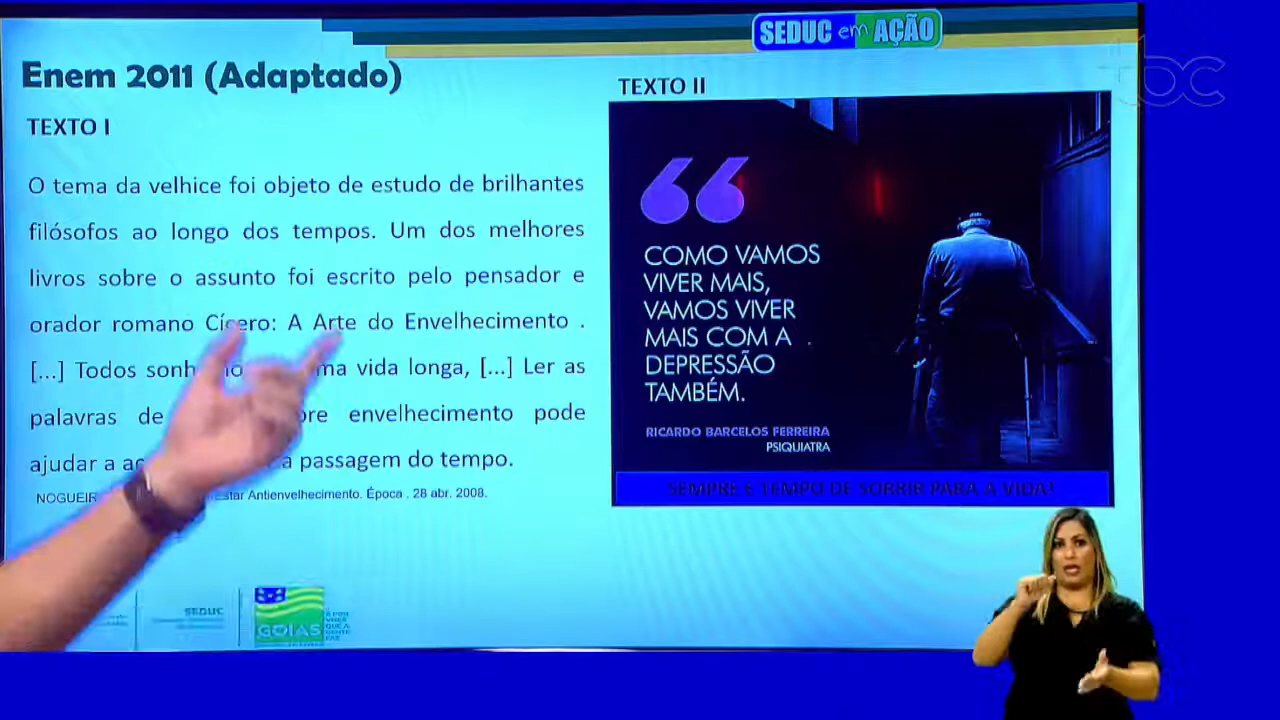 SEDUC em AÇÃO
tbc
Enem 2011 (Adaptado)
TEXTO I
O tema da velhice foi objeto de estudo de brilhantes
filósofos ao longo dos tempos. Um dos melhores
livros sobre o assunto foi escrito pelo pensador e
orador romano Cícero: A Arte do Envelhecimento .
[...] Todos vida longa, [...] Ler as
palavras de envelhecimento pode
ajudar a a passagem do tempo.
Antienvelhecimento. Época , 28 abr. 2008.
TEXTO II
COMO VAMOS
VIVER MAIS,
VAMOS VIVER
MAIS COM A
DEPRESSÃO
TAMBÉM.
RICARDO BARCELOS FERREIRA
PSIQUIATRA
SEMPRE É TEMPO DE SORRIR PARA A VIDA!
SEDUC
GOIÁS